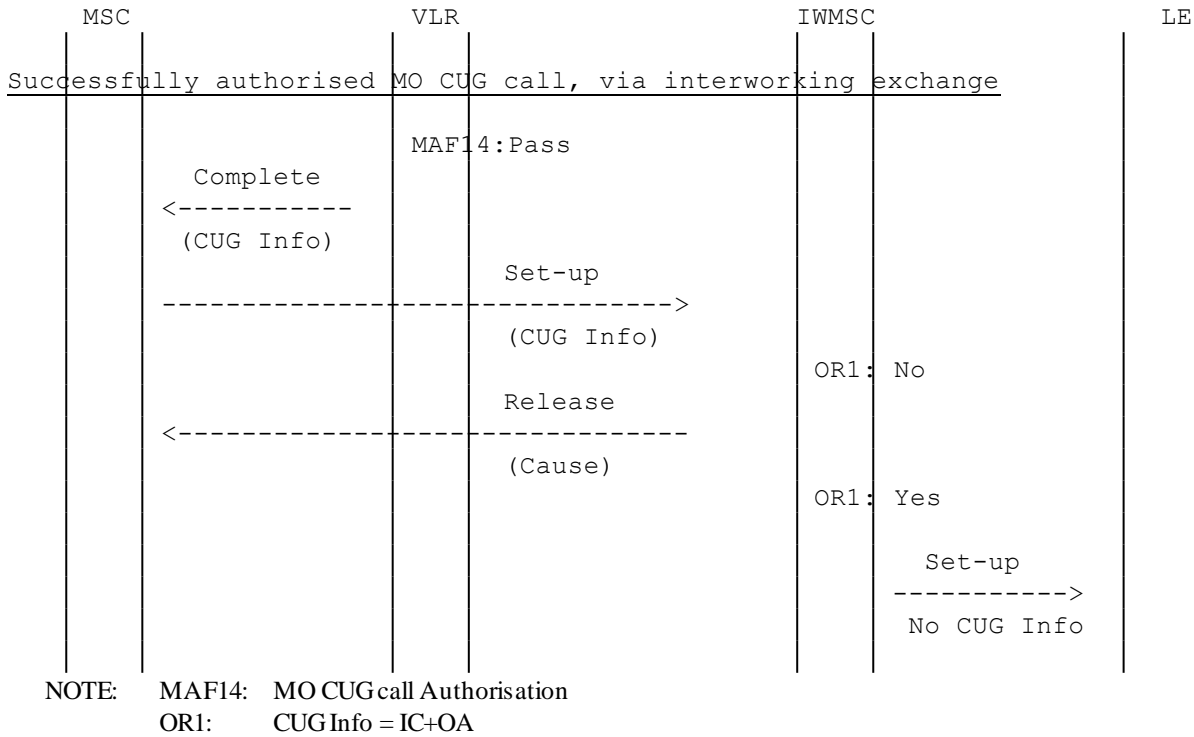 MSC VLR IWMSC LE
Successfully authorised MO CUG call, via interworking exchange
MAF14:Pass
Complete
<-----------
(CUG Info)
Set-up
-------------------------------->
(CUG Info)
OR1: No
Release
<--------------------------------
(Cause)
OR1: Yes
Set-up
----------->
No CUG Info
NOTE: MAF14: MO CUG call Authorisation
OR1: CUG Info = IC+OA